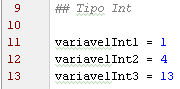 9 ## Tipo Int
10
11 variavelInt1 = 1
12 variavelInt2 = 4
13 variavelInt3 = 13